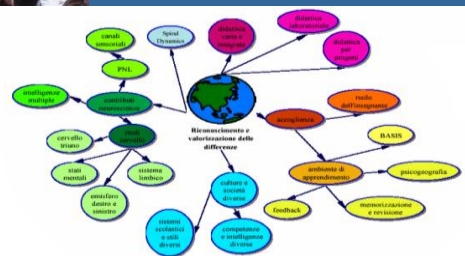 canali
sensoriali
Spiral
Dynamics
didattica
varia e
integrata
didattica
laboratoriale
didattica
per
progetti
PNL
intelligenze
multiple
contributi
neuroscienze
studi
cervello
cervello
triuno
stati
mentali
emisfero
destro e
sinistro
sistema
limbico
Riconoscimento e
valorizzazione delle
differenze
culture e
società
diverse
sistemi
scolastici
e stili
diversi
competenze
e intelligenze
diverse
accoglienza
ruolo
dell'insegnante
BASIS
ambiente di
apprendimento
psicogeografia
feedback
memorizzazione
e revisione